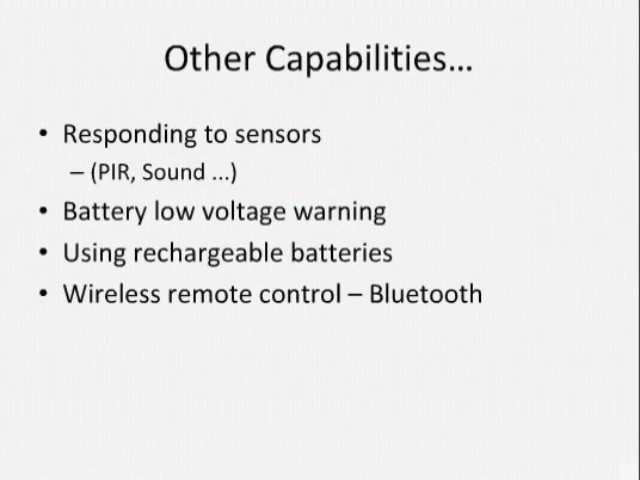 Other Capabilities...
• Responding to sensors
– (PIR, Sound ...)
• Battery low voltage warning
• Using rechargeable batteries
• Wireless remote control – Bluetooth